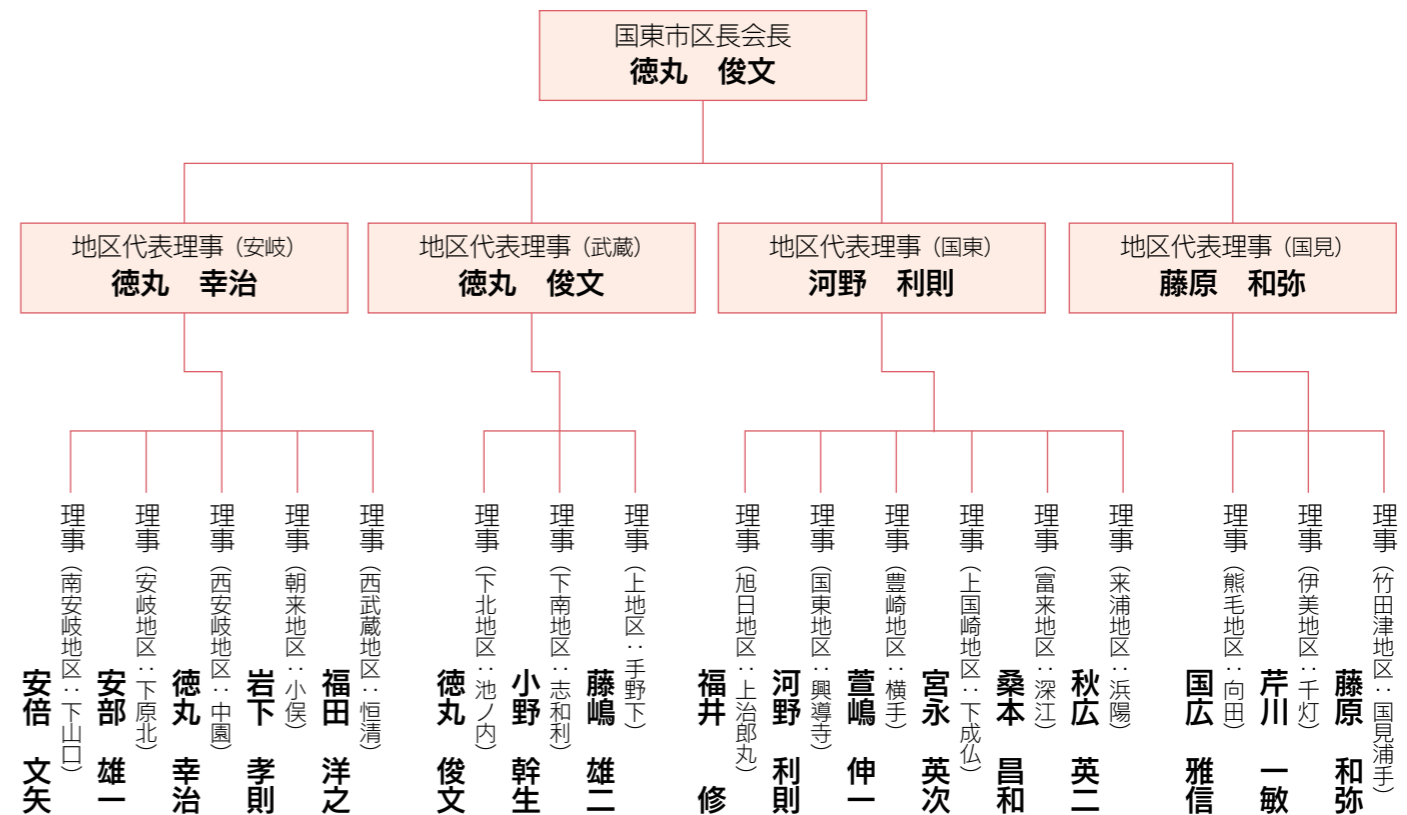 国東市区長会長
徳丸　俊文
地区代表理事（安岐）
徳丸　幸治
地区代表理事（武蔵）
徳丸　俊文
地区代表理事（国東）
河野　利則
地区代表理事（国見）
藤原　和弥
理事（南安岐地区：下山口）
安倍　文矢
理事（安岐地区：下原北）
安部　雄一
理事（西安岐地区：中園）
徳丸　幸治
理事（朝来地区：小俣）
岩下　孝則
理事（西武蔵地区：恒清）
福田　洋之
理事（下北地区：池ノ内）
徳丸　俊文
理事（下南地区：志和利）
小野　幹生
理事（上地区：手野下）
藤嶋　雄二
理事（旭日地区：上治郎丸）
福井　修
理事（国東地区：興導寺）
河野　利則
理事（豊崎地区：横手）
萱嶋　伸一
理事（上国崎地区：下成仏）
宮永　英次
理事（富来地区：深江）
桑本　昌和
理事（来浦地区：浜陽）
秋広　英二
理事（熊毛地区：向田）
国広　雅信
理事（伊美地区：千灯）
芹川　一敏
理事（竹田津地区：国見浦手）
藤原　和弥